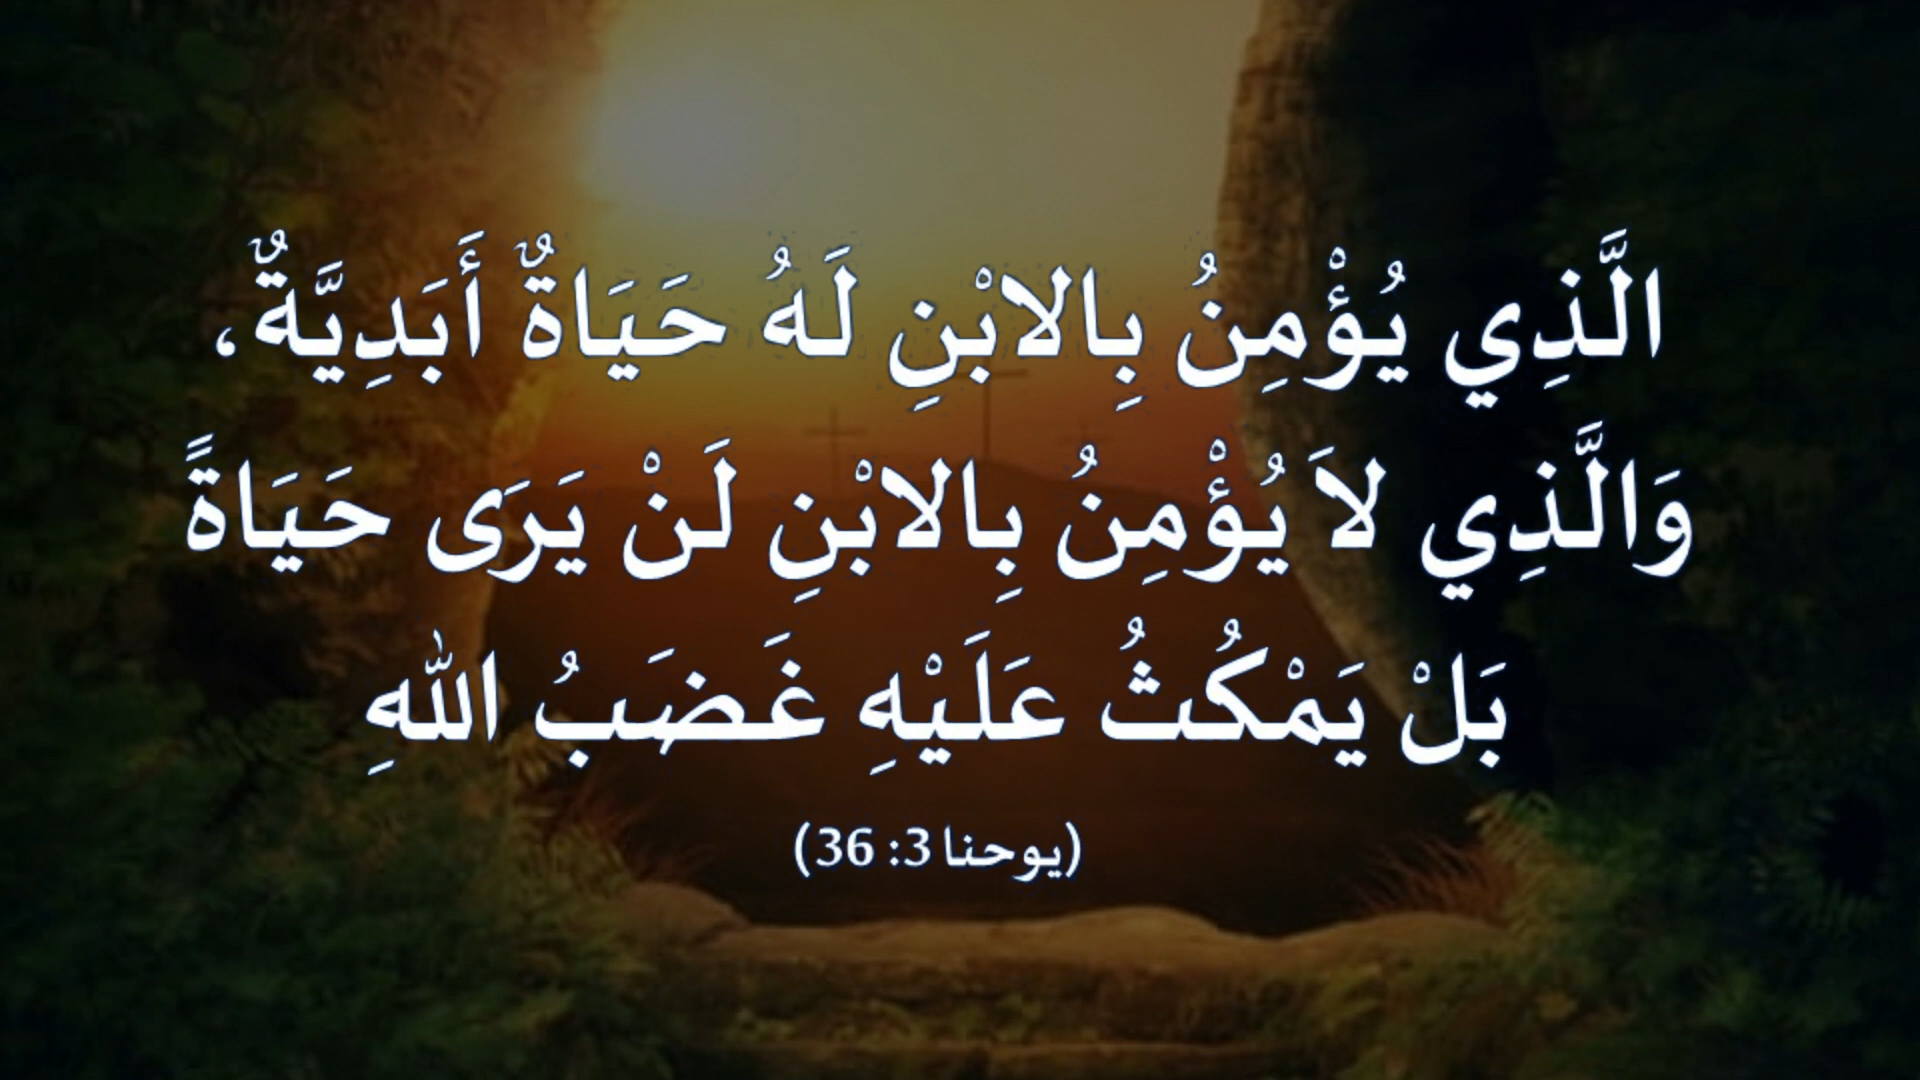 الَّذِي يُؤْمِنُ بِالابْنِ لَهُ حَيَاةٌ أَبَدِيَّةٌ،
وَالَّذِي لاَ يُؤْمِنُ بِالابْنِ لَنْ يَرَى حَيَاةً
بَلْ يَمْكُثُ عَلَيْهِ غَضَبُ اللهِ
(يوحنا 3: 36)